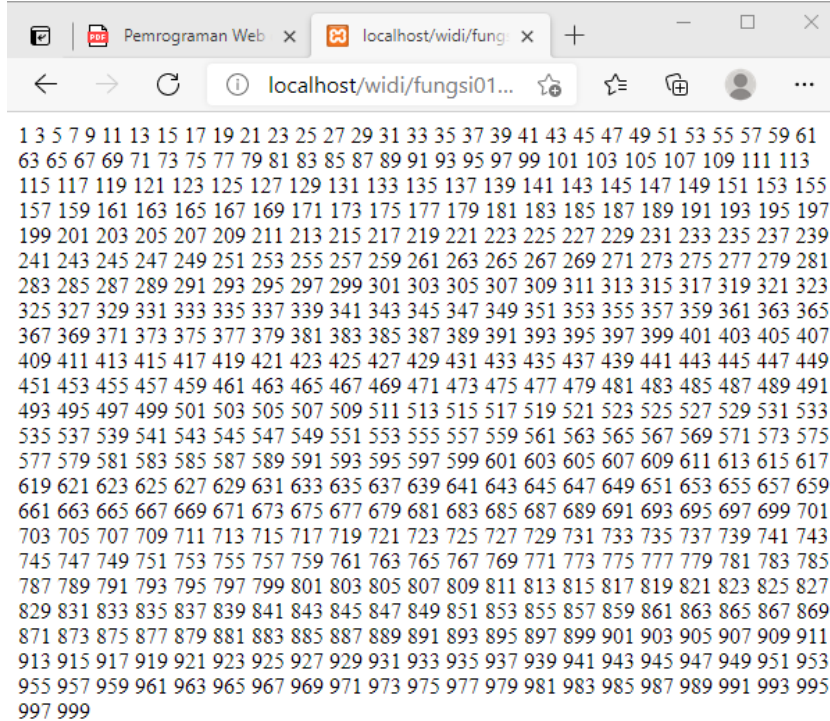 PDF Pemrograman Web localhost/widi/fung
localhost/widi/fungsi01...
1 3 5 7 9 11 13 15 17 19 21 23 25 27 29 31 33 35 37 39 41 43 45 47 49 51 53 55 57 59 61
63 65 67 69 71 73 75 77 79 81 83 85 87 89 91 93 95 97 99 101 103 105 107 109 111 113
115 117 119 121 123 125 127 129 131 133 135 137 139 141 143 145 147 149 151 153 155
157 159 161 163 165 167 169 171 173 175 177 179 181 183 185 187 189 191 193 195 197
199 201 203 205 207 209 211 213 215 217 219 221 223 225 227 229 231 233 235 237 239
241 243 245 247 249 251 253 255 257 259 261 263 265 267 269 271 273 275 277 279 281
283 285 287 289 291 293 295 297 299 301 303 305 307 309 311 313 315 317 319 321 323
325 327 329 331 333 335 337 339 341 343 345 347 349 351 353 355 357 359 361 363 365
367 369 371 373 375 377 379 381 383 385 387 389 391 393 395 397 399 401 403 405 407
409 411 413 415 417 419 421 423 425 427 429 431 433 435 437 439 441 443 445 447 449
451 453 455 457 459 461 463 465 467 469 471 473 475 477 479 481 483 485 487 489 491
493 495 497 499 501 503 505 507 509 511 513 515 517 519 521 523 525 527 529 531 533
535 537 539 541 543 545 547 549 551 553 555 557 559 561 563 565 567 569 571 573 575
577 579 581 583 585 587 589 591 593 595 597 599 601 603 605 607 609 611 613 615 617
619 621 623 625 627 629 631 633 635 637 639 641 643 645 647 649 651 653 655 657 659
661 663 665 667 669 671 673 675 677 679 681 683 685 687 689 691 693 695 697 699 701
703 705 707 709 711 713 715 717 719 721 723 725 727 729 731 733 735 737 739 741 743
745 747 749 751 753 755 757 759 761 763 765 767 769 771 773 775 777 779 781 783 785
787 789 791 793 795 797 799 801 803 805 807 809 811 813 815 817 819 821 823 825 827
829 831 833 835 837 839 841 843 845 847 849 851 853 855 857 859 861 863 865 867 869
871 873 875 877 879 881 883 885 887 889 891 893 895 897 899 901 903 905 907 909 911
913 915 917 919 921 923 925 927 929 931 933 935 937 939 941 943 945 947 949 951 953
955 957 959 961 963 965 967 969 971 973 975 977 979 981 983 985 987 989 991 993 995
997 999